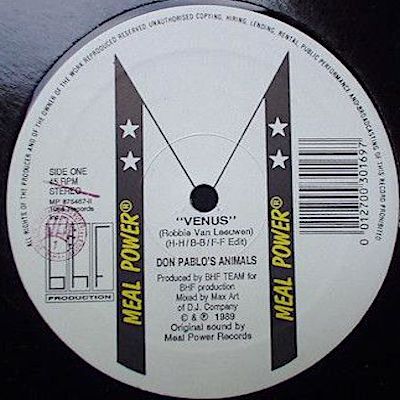 ALL RIGHTS OF THE PRODUCER AND OF THE OWNER OF THE WORK REPRODUCED RESERVED. UNAUTHORISED COPYING, HIRING, LENDING, RENTAL, PUBLIC PERFORMANCE AND BROADCASTING OF THIS RECORD PROHIBITED
SIDE ONE
45 RPM
STEREO
MP
Records
bHF
PRODUCTION
MEAL POWER®
"VENUS"
(Robbie Van Leeuwen)
(H-H/B-B/F-F Edit)
DON PABLO'S ANIMALS
Produced by BHF TEAM for
BHF production
Mixed by Max Art
of D.J. Company
© & ℗ 1989
Original sound by
Meal Power Records
MEAL POWER®
0 012700 301697